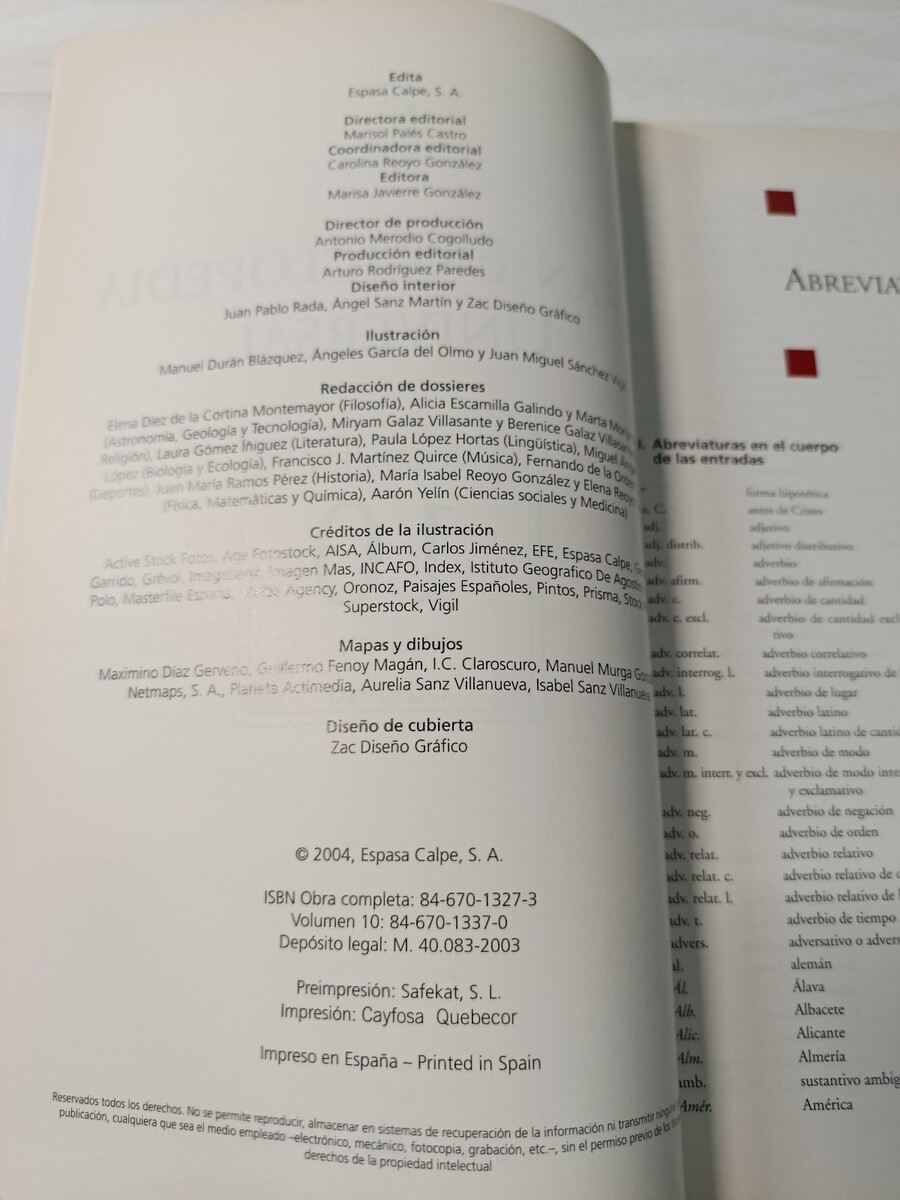 Edita
Espasa Calpe, S. A.
Directora editorial
Marisol Palés Castro
Coordinadora editorial
Carolina Reoyo González
Editora
Marisa Javierre González
Director de producción
Antonio Merodio Cogolludo
Producción editorial
Arturo Rodríguez Paredes
Diseño interior
Juan Pablo Rada, Ángel Sanz Martín y Zac Diseño Gráfico
Ilustración
Manuel Durán Blázquez, Ángeles García del Olmo y Juan Miguel Sánchez
Redacción de dossieres
Elena Díez de la Cortina Montemayor (Filosofía), Alicia Escamilla Galindo y Marta
(Astronomía, Geología y Tecnología), Miryam Galaz Villasante y Berenice Galaz
Religión), Laura Gómez Íñiguez (Literatura), Paula López Hortas (Lingüística), Miguel
López (Biología y Ecología), Francisco J. Martínez Quirce (Música), Fernando de la
(Deportes), Juan María Ramos Pérez (Historia), María Isabel Reoyo González y Elena
(Física, Matemáticas y Química), Aarón Yelín (Ciencias sociales y Medicina)
Créditos de la ilustración
Active Stock Fotos, Age Fotostock, AISA, Álbum, Carlos Jiménez, EFE, Espasa Calpe,
Garrido, Grévol, Imagen Mas, INCAFO, Index, Istituto Geografico De
Polo, Masterfile España, Agency, Oronoz, Paisajes Españoles, Pintos, Prisma,
Superstock, Vigil
Mapas y dibujos
Maximino Díaz Guillermo Fenoy Magán, I.C. Claroscuro, Manuel Murga
Netmaps, S. A., Planeta Actimedia, Aurelia Sanz Villanueva, Isabel Sanz Villanueva
Diseño de cubierta
Zac Diseño Gráfico
© 2004, Espasa Calpe, S. A.
ISBN Obra completa: 84-670-1327-3
Volumen 10: 84-670-1337-0
Depósito legal: M. 40.083-2003
Preimpresión: Safekat, S. L.
Impresión: Cayfosa Quebecor
Impreso en España – Printed in Spain
Reservados todos los derechos. No se permite reproducir, almacenar en sistemas de recuperación de la información ni transmitir
publicación, cualquiera que sea el medio empleado –electrónico, mecánico, fotocopia, grabación, etc.–, sin el permiso previo de los
derechos de la propiedad intelectual
ABREVIA
I. Abreviaturas en el cuerpo
de las entradas
* forma hipotética
a. C. antes de Cristo
adj. adjetivo
adj. distrib. adjetivo distributivo
adv. adverbio
adv. afirm. adverbio de afirmación
adv. c. adverbio de cantidad
adv. c. excl. adverbio de cantidad excl
tivo
adv. correlat. adverbio correlativo
adv. interrog. l. adverbio interrogativo de
adv. l. adverbio de lugar
adv. lat. adverbio latino
adv. lat. c. adverbio latino de canti
adv. m. adverbio de modo
adv. m. interr. y excl. adverbio de modo inte
y exclamativo
adv. neg. adverbio de negación
adv. o. adverbio de orden
adv. relat. adverbio relativo
adv. relat. c. adverbio relativo de c
adv. relat. l. adverbio relativo de l
adv. t. adverbio de tiempo
advers. adversativo o advers
al. alemán
Ál. Álava
Alb. Albacete
Alic. Alicante
Alm. Almería
amb. sustantivo ambig
Amér. América